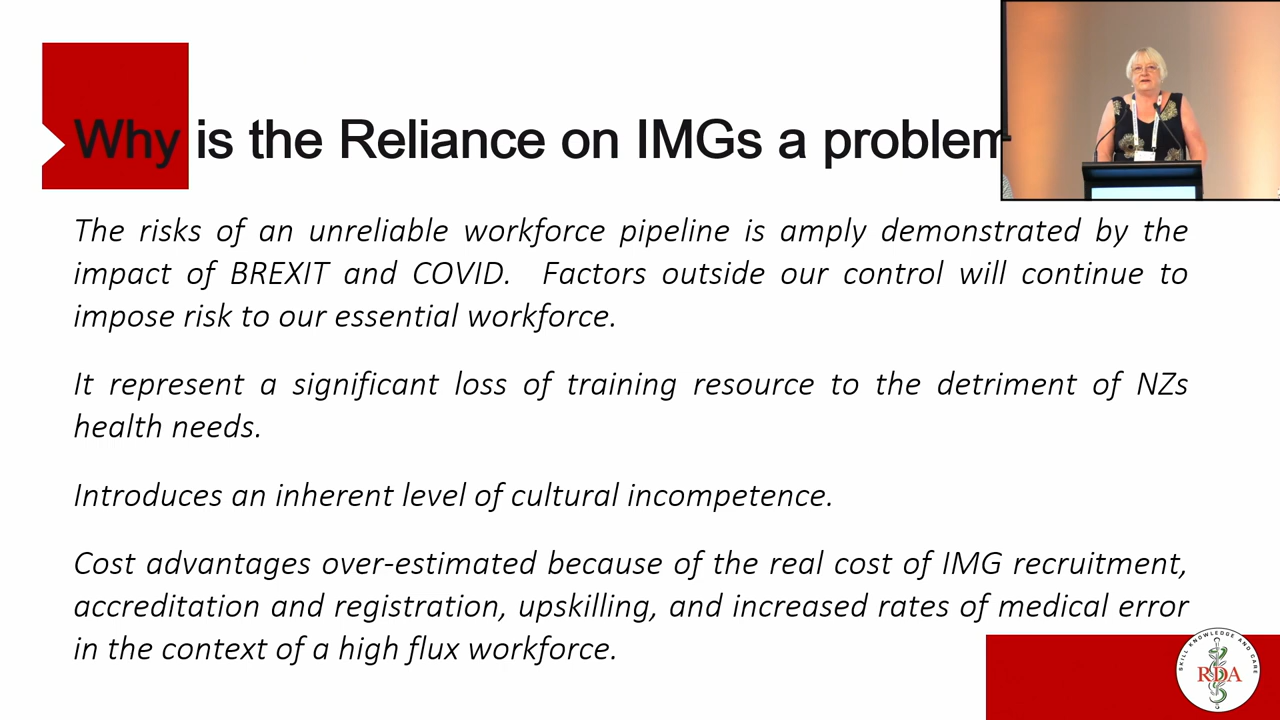 Why is the Reliance on IMGs a problem
The risks of an unreliable workforce pipeline is amply demonstrated by the
impact of BREXIT and COVID. Factors outside our control will continue to
impose risk to our essential workforce.
It represent a significant loss of training resource to the detriment of NZs
health needs.
Introduces an inherent level of cultural incompetence.
Cost advantages over-estimated because of the real cost of IMG recruitment,
accreditation and registration, upskilling, and increased rates of medical error
in the context of a high flux workforce.
SKILL KNOWLEDGE AND CARE
RDA